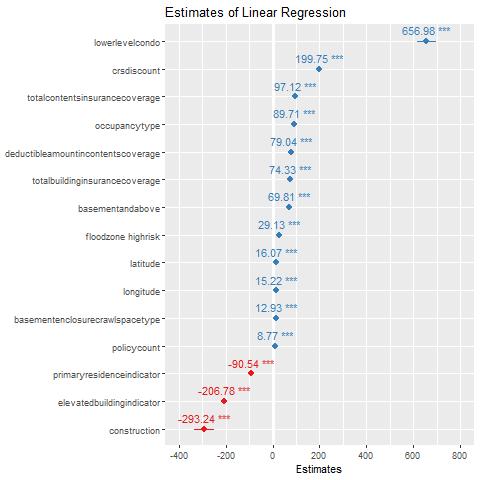 Estimates of Linear Regression
lowerlevelcondo 656.98 ***
crsdiscount 199.75 ***
totalcontentsinsurancecoverage 97.12 ***
occupancytype 89.71 ***
deductibleamountincontentscoverage 79.04 ***
totalbuildinginsurancecoverage 74.33 ***
basementandabove 69.81 ***
floodzone highrisk 29.13 ***
latitude 16.07 ***
longitude 15.22 ***
basementenclosurecrawlspacetype 12.93 ***
policycount 8.77 ***
primaryresidenceindicator -90.54 ***
elevatedbuildingindicator -206.78 ***
construction -293.24 ***
-400 -200 0 200 400 600 800
Estimates